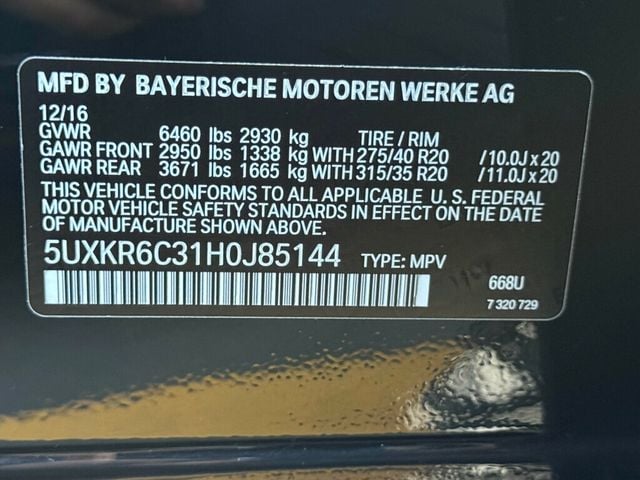 MFD BY BAYERISCHE MOTOREN WERKE AG
12/16
GVWR 6460 lbs 2930 kg TIRE / RIM
GAWR FRONT 2950 lbs 1338 kg WITH 275/40 R20 /10.0J x 20
GAWR REAR 3671 lbs 1665 kg WITH 315/35 R20 /11.0J x 20
THIS VEHICLE CONFORMS TO ALL APPLICABLE U. S. FEDERAL
MOTOR VEHICLE SAFETY STANDARDS IN EFFECT ON THE DATE
OF MANUFACTURE SHOWN ABOVE.
5UXKR6C31H0J85144 TYPE: MPV
668U
7 320 729